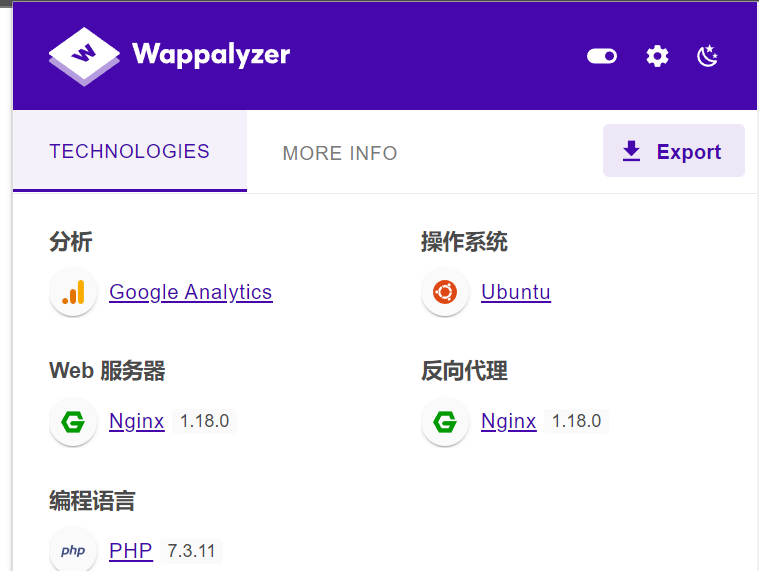 Wappalyzer
TECHNOLOGIES
MORE INFO
Export
分析
Google Analytics
操作系统
Ubuntu
Web 服务器
Nginx 1.18.0
反向代理
Nginx 1.18.0
编程语言
php PHP 7.3.11